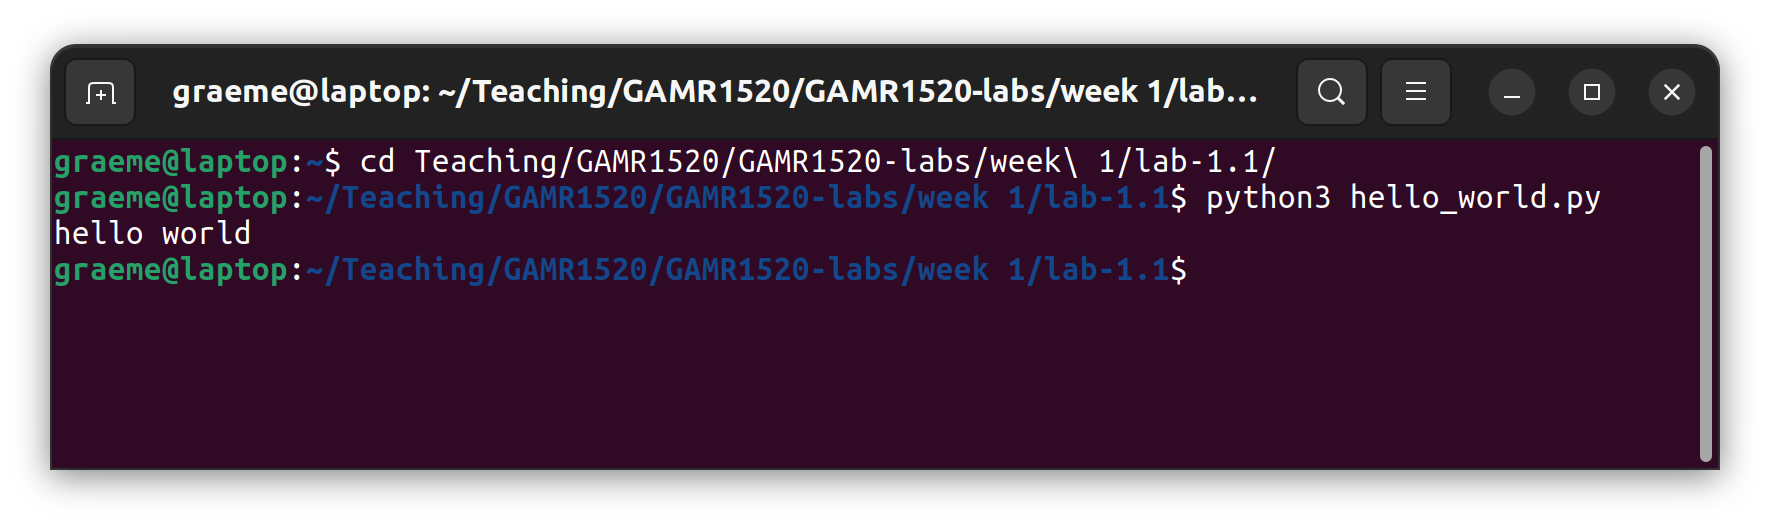 graeme@laptop: ~/Teaching/GAMR1520/GAMR1520-labs/week 1/lab...
graeme@laptop:~$ cd Teaching/GAMR1520/GAMR1520-labs/week\ 1/lab-1.1/
graeme@laptop:~/Teaching/GAMR1520/GAMR1520-labs/week 1/lab-1.1$ python3 hello_world.py
hello world
graeme@laptop:~/Teaching/GAMR1520/GAMR1520-labs/week 1/lab-1.1$